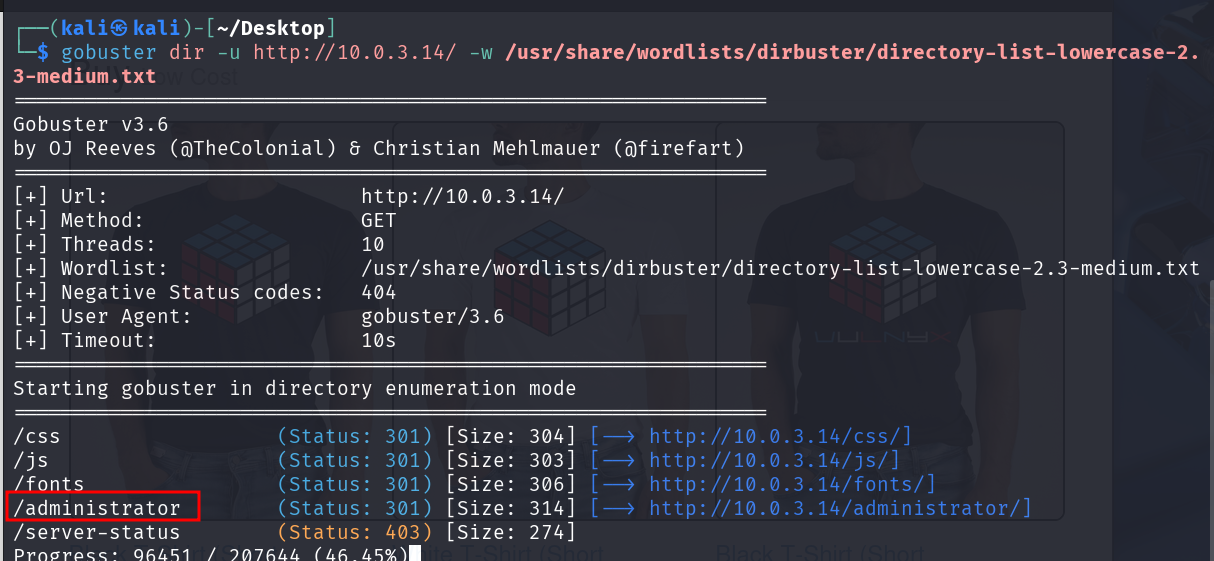 ┌──(kali㉿kali)-[~/Desktop]
└─$ gobuster dir -u http://10.0.3.14/ -w /usr/share/wordlists/dirbuster/directory-list-lowercase-2.
3-medium.txt
===============================================================
Gobuster v3.6
by OJ Reeves (@TheColonial) & Christian Mehlmauer (@firefart)
===============================================================
[+] Url:                     http://10.0.3.14/
[+] Method:                  GET
[+] Threads:                 10
[+] Wordlist:                /usr/share/wordlists/dirbuster/directory-list-lowercase-2.3-medium.txt
[+] Negative Status codes:   404
[+] User Agent:              gobuster/3.6
[+] Timeout:                 10s
===============================================================
Starting gobuster in directory enumeration mode
===============================================================
/css                  (Status: 301) [Size: 304] [--> http://10.0.3.14/css/]
/js                   (Status: 301) [Size: 303] [--> http://10.0.3.14/js/]
/fonts                (Status: 301) [Size: 306] [--> http://10.0.3.14/fonts/]
/administrator        (Status: 301) [Size: 314] [--> http://10.0.3.14/administrator/]
/server-status        (Status: 403) [Size: 274]
Progress: 96451 / 207644 (46.45%)
T-Shirt (Short
Black T-Shirt (Short